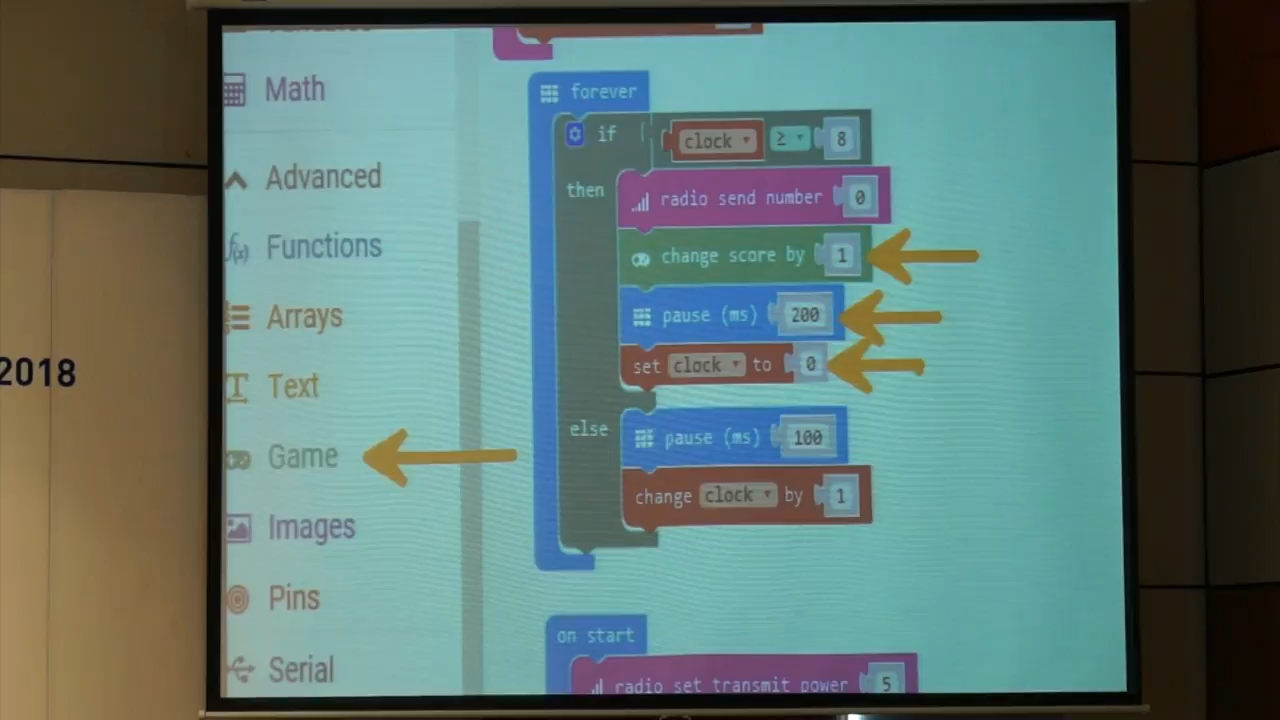 Math
Advanced
Functions
Arrays
Text
Game
Images
Pins
Serial
forever
if clock ≥ 8
then
radio send number 0
change score by 1
pause (ms) 200
set clock to 0
else
pause (ms) 100
change clock by 1
on start
radio set transmit power 5
2018